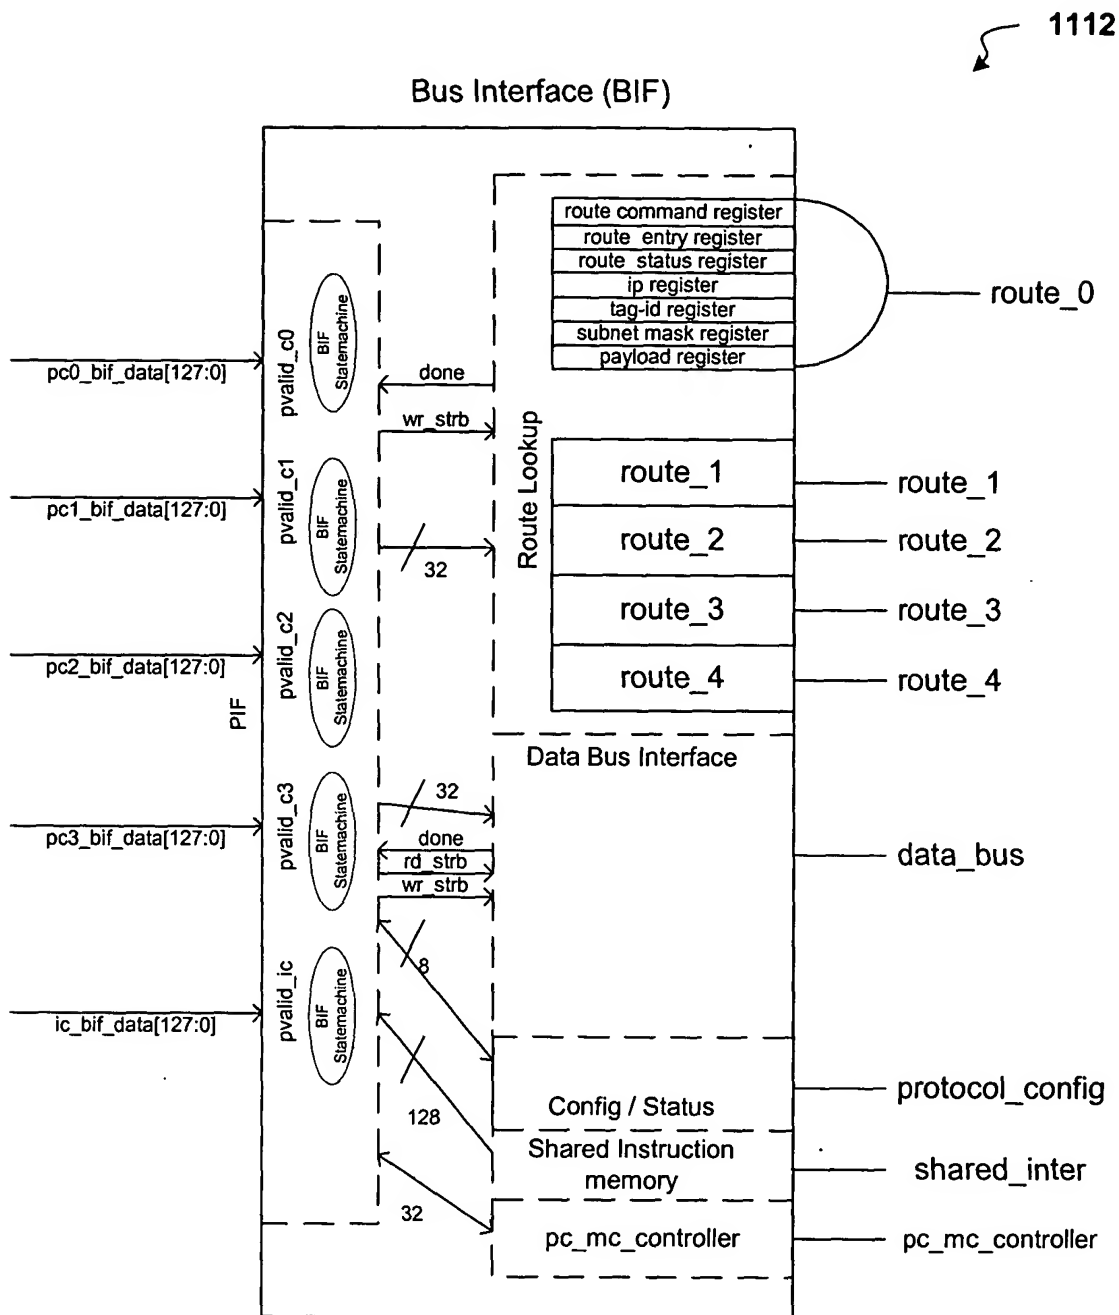 1112
Bus Interface (BIF)
route command register
route_entry register
route_status register
ip register
tag-id register
subnet mask register
payload register
route_0
pc0_bif_data[127:0]
pvalid_c0
BIF
Statemachine
done
wr_strb
Route Lookup
route_1
route_1
pc1_bif_data[127:0]
pvalid_c1
BIF
Statemachine
32
route_2
route_2
route_3
route_3
pc2_bif_data[127:0]
pvalid_c2
BIF
Statemachine
route_4
route_4
PIF
Data Bus Interface
pc3_bif_data[127:0]
pvalid_c3
BIF
Statemachine
32
done
rd_strb
wr_strb
data_bus
8
ic_bif_data[127:0]
pvalid_ic
BIF
Statemachine
128
Config / Status
protocol_config
Shared Instruction
memory
shared_inter
32
pc_mc_controller
pc_mc_controller